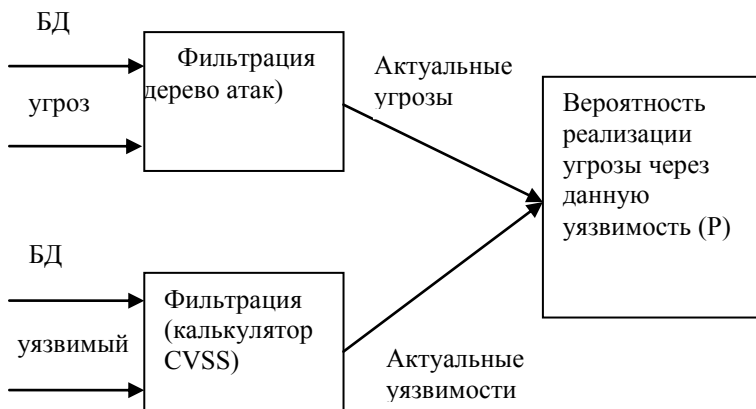 БД
угроз
Фильтрация
дерево атак)
Актуальные
угрозы
Вероятность
реализации
угрозы через
данную
уязвимость (P)
БД
уязвимый
Фильтрация
(калькулятор
CVSS)
Актуальные
уязвимости